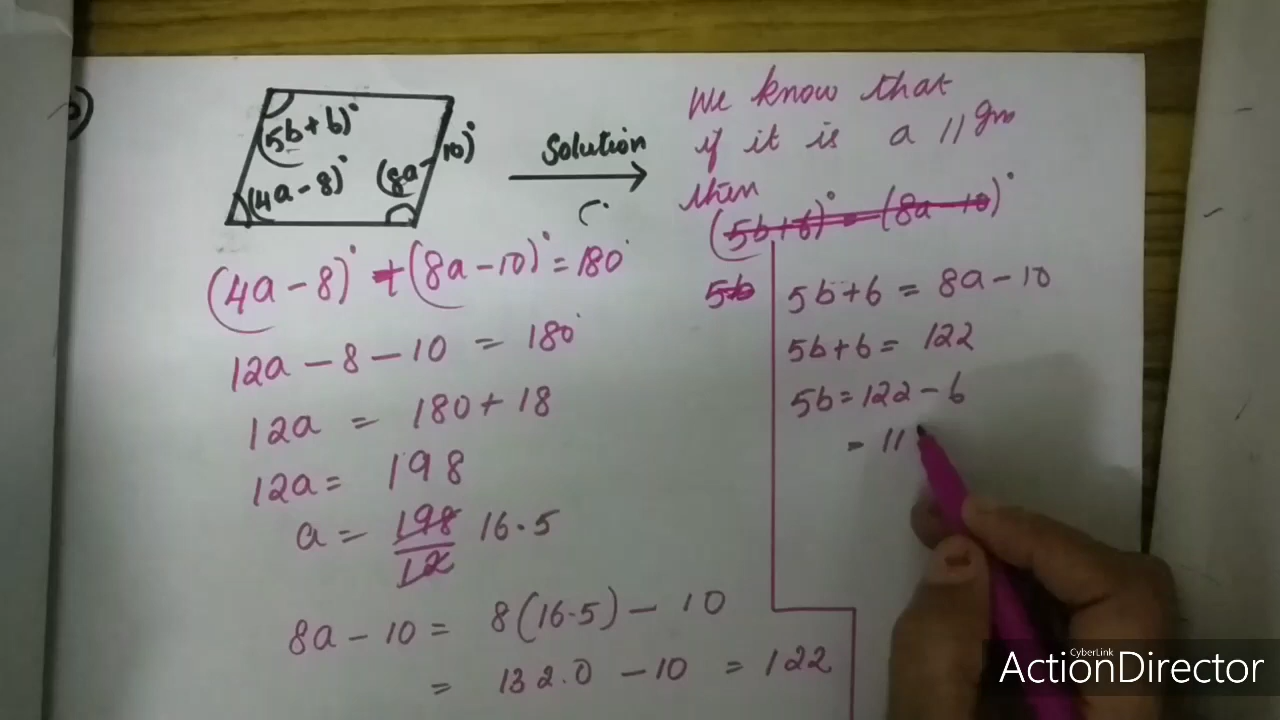 )
(5b+6)°
(4a-8)°
(8a-10)°
Solution
We know that
if it is a 11gm
then
(5b+6)° = (8a-10)°
5b
(4a-8)° + (8a-10)° = 180°
12a - 8 - 10 = 180°
12a = 180 + 18
12a = 198
a = 198/12 16.5
8a - 10 = 8(16.5) - 10
= 132.0 - 10 = 122
5b+6 = 8a-10
5b+6 = 122
5b = 122 - 6
= 11
CyberLink
ActionDirector